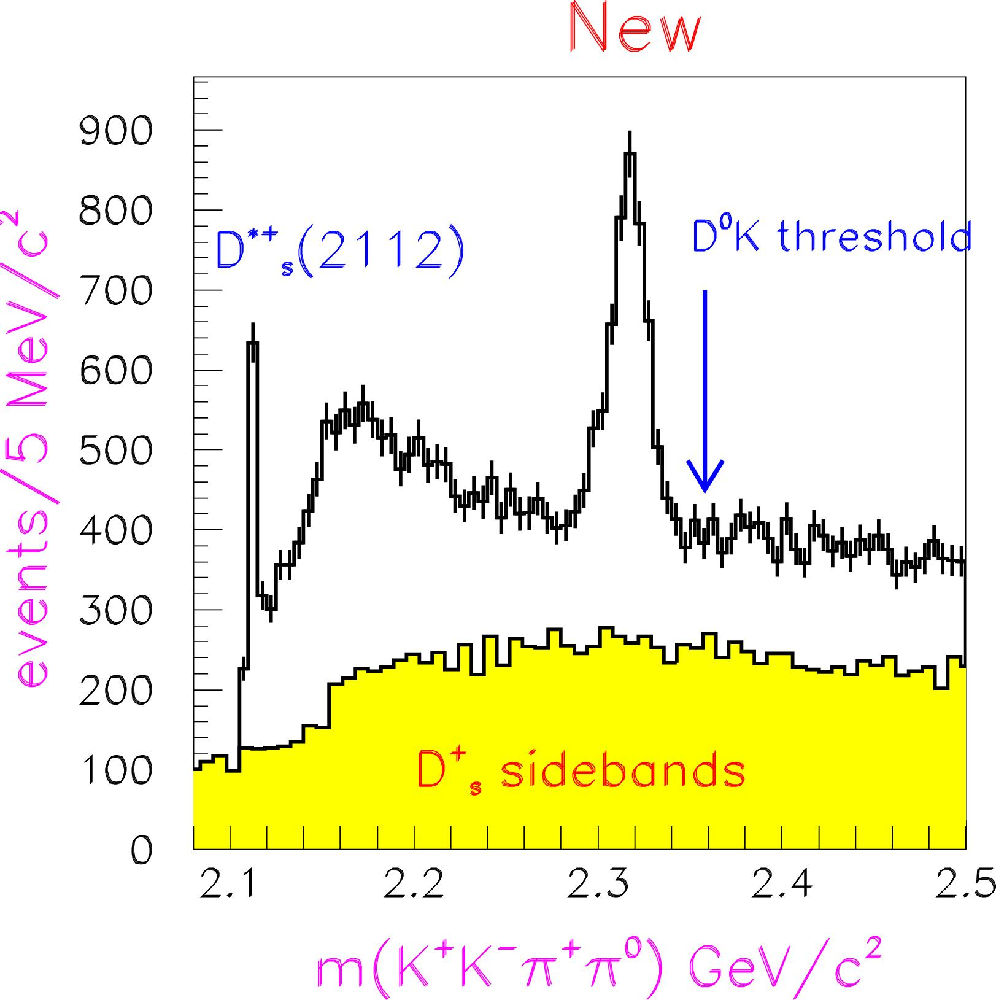 New
events/5 MeV/c²
900
800
700
600
500
400
300
200
100
0
D*⁺s(2112)
D⁰K threshold
D⁺s sidebands
2.1 2.2 2.3 2.4 2.5
m(K⁺K⁻π⁺π⁰) GeV/c²